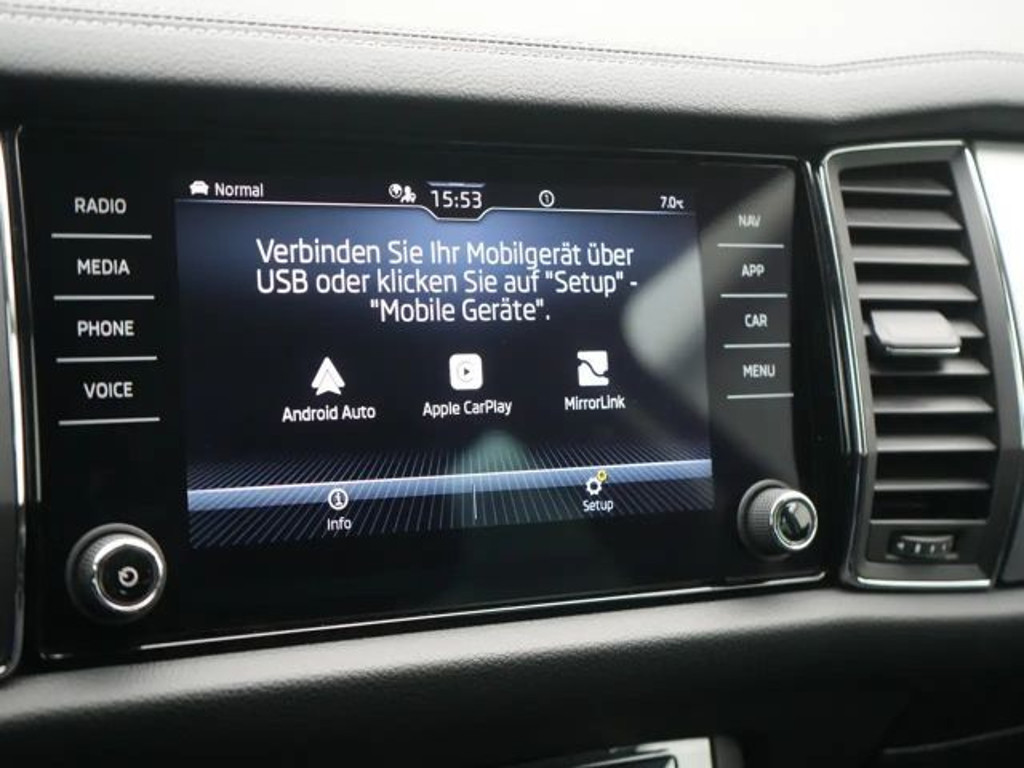 RADIO
MEDIA
PHONE
VOICE
Normal
15:53
1
7.0°C
Verbinden Sie Ihr Mobilgerät über
USB oder klicken Sie auf "Setup" -
"Mobile Geräte".
Android Auto
Apple CarPlay
MirrorLink
Info
Setup
NAV
APP
CAR
MENU